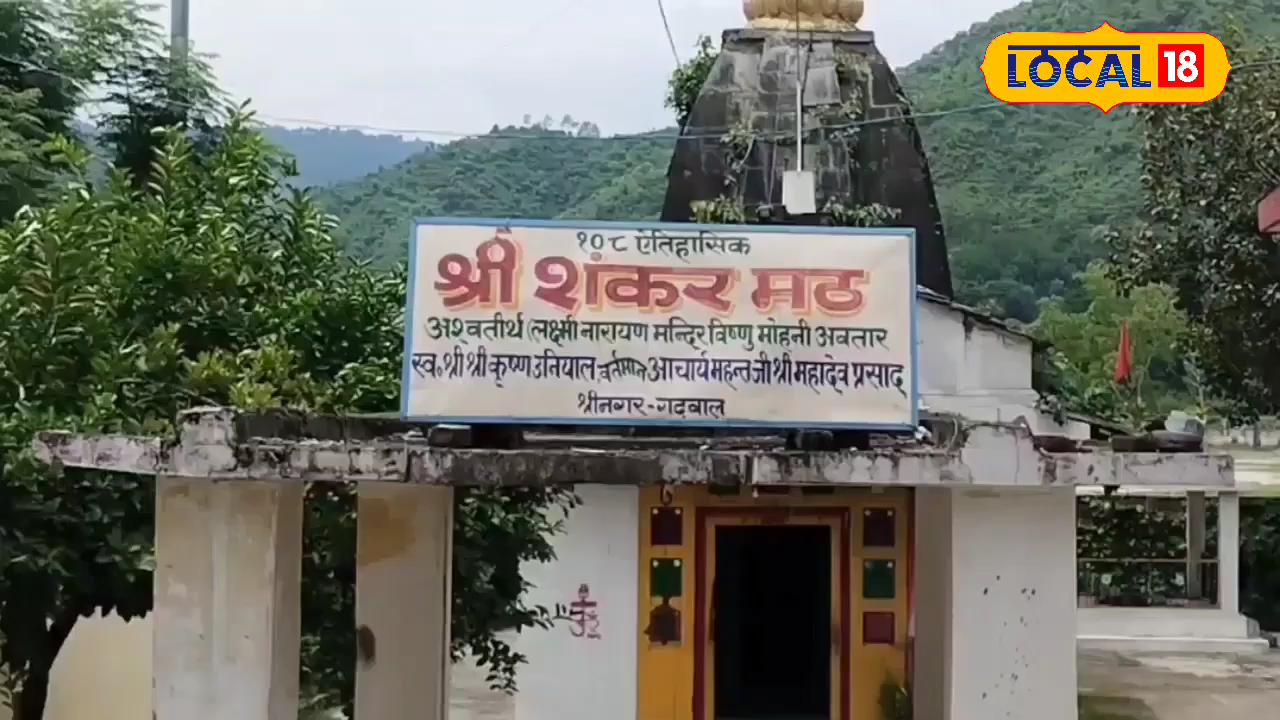 LOCAL 18
१०८ ऐतिहासिक
श्री शंकर मठ
अश्वतीर्थ (लक्ष्मी नारायण मन्दिर विष्णु मोहनी अवतार
स्व० श्री श्री कृष्ण उनियाल वर्तमान आचार्य महन्त जी श्री महादेव प्रसाद
श्रीनगर-गढ़वाल